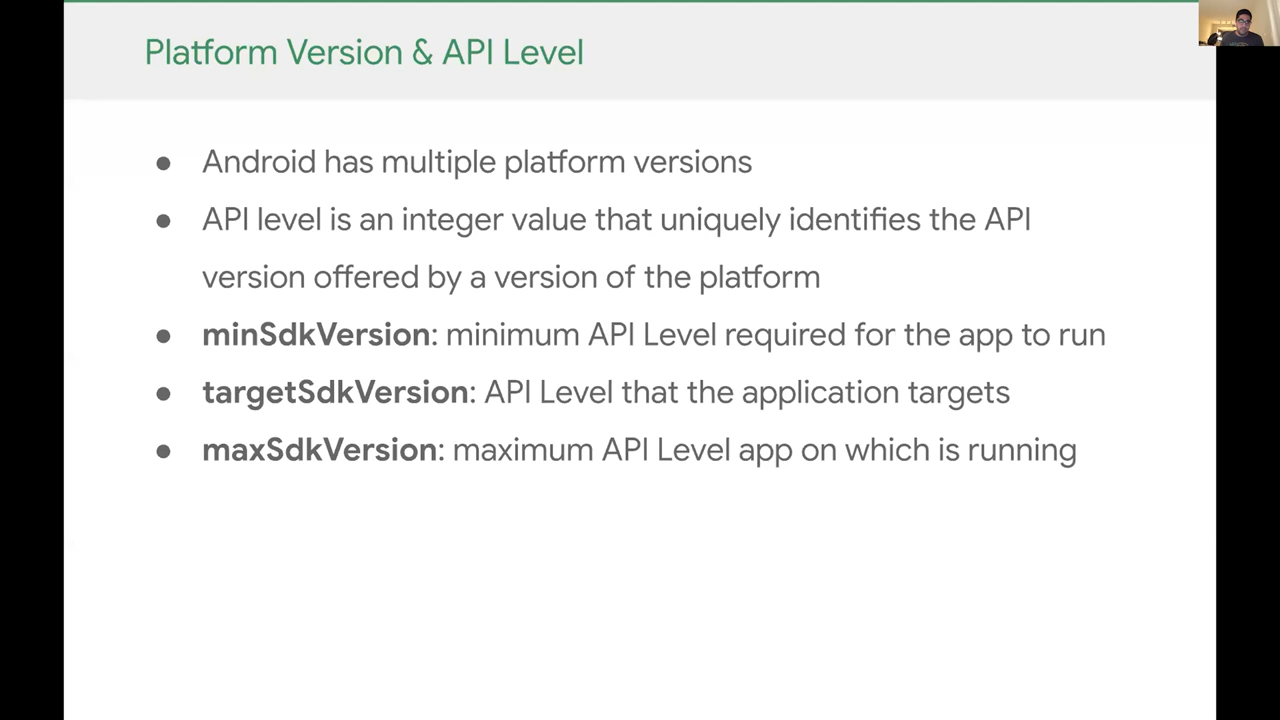 Platform Version & API Level
● Android has multiple platform versions
● API level is an integer value that uniquely identifies the API
version offered by a version of the platform
● minSdkVersion: minimum API Level required for the app to run
● targetSdkVersion: API Level that the application targets
● maxSdkVersion: maximum API Level app on which is running